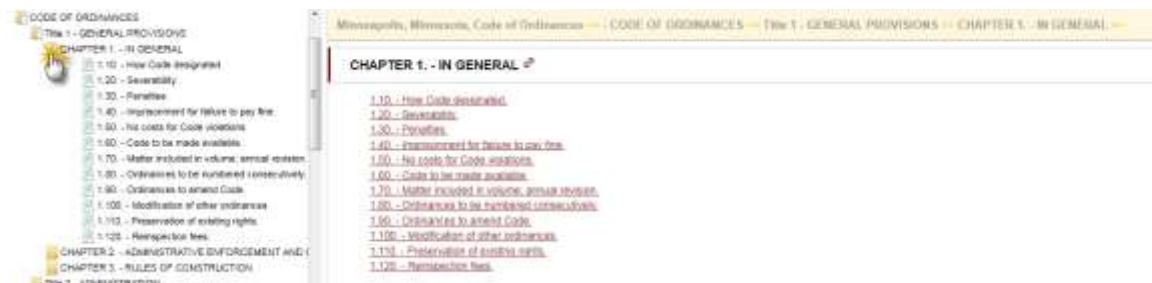 CODE OF ORDINANCES
Title 1 - GENERAL PROVISIONS
CHAPTER 1. - IN GENERAL
1.10. - How Code designated.
1.20. - Severability.
1.30. - Penalties.
1.40. - Imprisonment for failure to pay fine.
1.50. - No costs for Code violations.
1.60. - Code to be made available.
1.70. - Matter included in volume; annual revision.
1.80. - Ordinances to be numbered consecutively.
1.90. - Ordinances to amend Code.
1.100. - Modification of other ordinances.
1.110. - Preservation of existing rights.
1.120. - Reinspection fees.
CHAPTER 2. - ADMINISTRATIVE ENFORCEMENT AND
CHAPTER 3. - RULES OF CONSTRUCTION
Title 2 - ADMINISTRATION
Minneapolis, Minnesota, Code of Ordinances — CODE OF ORDINANCES — Title 1 - GENERAL PROVISIONS — CHAPTER 1. - IN GENERAL —
CHAPTER 1. - IN GENERAL
1.10. - How Code designated.
1.20. - Severability.
1.30. - Penalties.
1.40. - Imprisonment for failure to pay fine.
1.50. - No costs for Code violations.
1.60. - Code to be made available.
1.70. - Matter included in volume; annual revision.
1.80. - Ordinances to be numbered consecutively.
1.90. - Ordinances to amend Code.
1.100. - Modification of other ordinances.
1.110. - Preservation of existing rights.
1.120. - Reinspection fees.